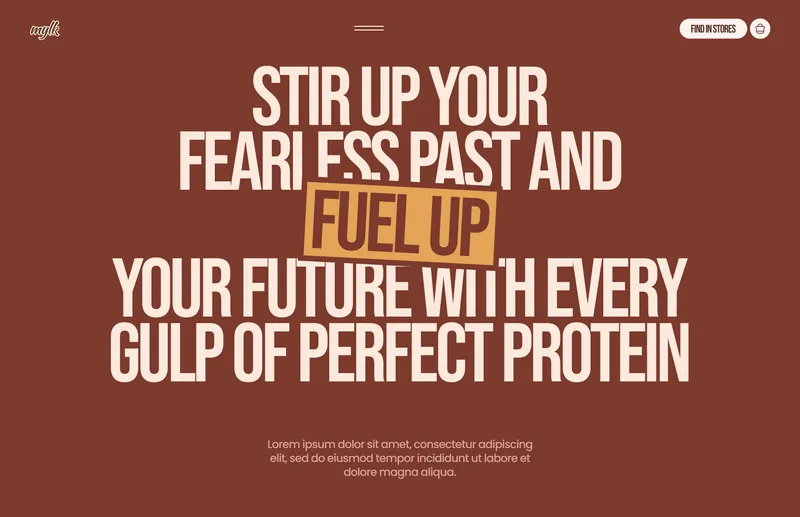 mylk
FIND IN STORES
STIR UP YOUR
FEARLESS PAST AND
FUEL UP
YOUR FUTURE WITH EVERY
GULP OF PERFECT PROTEIN
Lorem ipsum dolor sit amet, consectetur adipiscing
elit, sed do eiusmod tempor incididunt ut labore et
dolore magna aliqua.